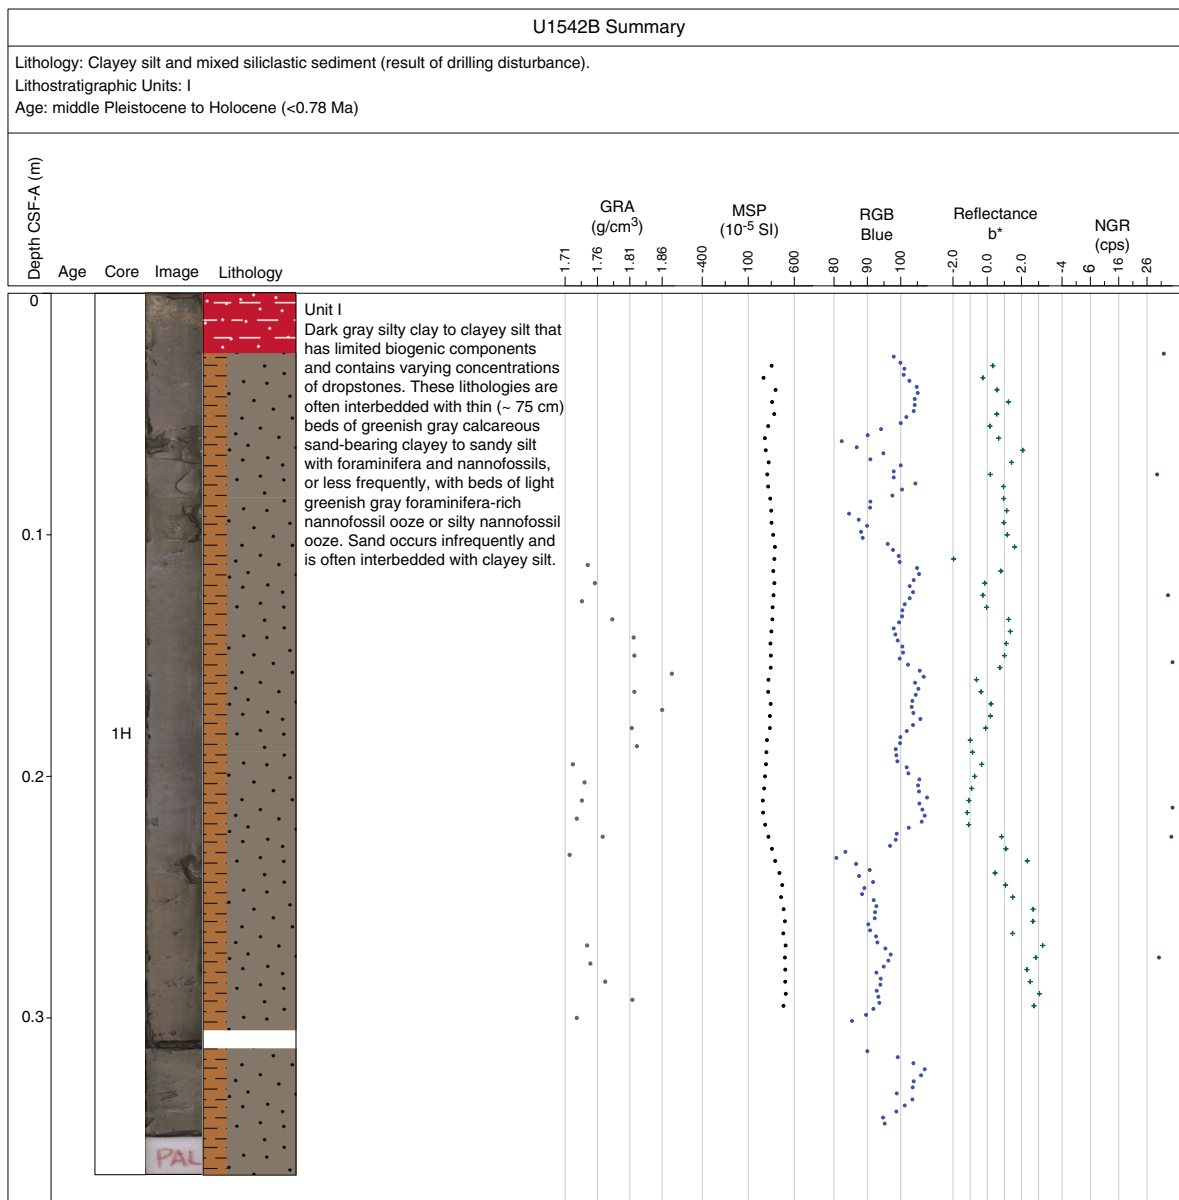 U1542B Summary
Lithology: Clayey silt and mixed siliclastic sediment (result of drilling disturbance).
Lithostratigraphic Units: I
Age: middle Pleistocene to Holocene (<0.78 Ma)
Depth CSF-A (m)
Age
Core
Image
Lithology
GRA
(g/cm³)
1.71
1.76
1.81
1.86
MSP
(10⁻⁵ SI)
-400
100
600
RGB
Blue
80
90
100
Reflectance
b*
-2.0
0.0
2.0
NGR
(cps)
-4
6
16
26
0
0.1
0.2
0.3
1H
Unit I
Dark gray silty clay to clayey silt that
has limited biogenic components
and contains varying concentrations
of dropstones. These lithologies are
often interbedded with thin (~ 75 cm)
beds of greenish gray calcareous
sand-bearing clayey to sandy silt
with foraminifera and nannofossils,
or less frequently, with beds of light
greenish gray foraminifera-rich
nannofossil ooze or silty nannofossil
ooze. Sand occurs infrequently and
is often interbedded with clayey silt.
PAL